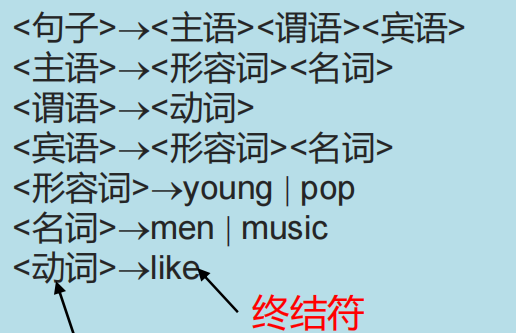 <句子>→<主语><谓语><宾语>
<主语>→<形容词><名词>
<谓语>→<动词>
<宾语>→<形容词><名词>
<形容词>→young | pop
<名词>→men | music
<动词>→like
终结符